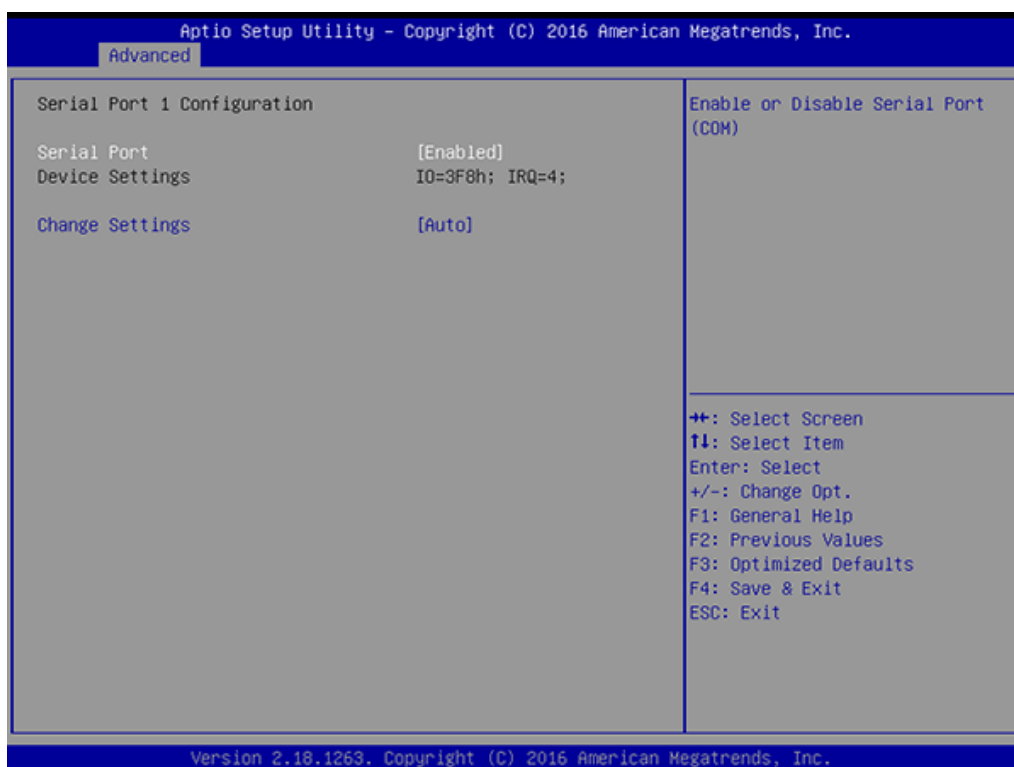 Aptio Setup Utility – Copyright (C) 2016 American Megatrends, Inc.
Advanced
Serial Port 1 Configuration
Serial Port [Enabled]
Device Settings IO=3F8h; IRQ=4;
Change Settings [Auto]
Enable or Disable Serial Port
(COM)
→←: Select Screen
↑↓: Select Item
Enter: Select
+/-: Change Opt.
F1: General Help
F2: Previous Values
F3: Optimized Defaults
F4: Save & Exit
ESC: Exit
Version 2.18.1263. Copyright (C) 2016 American Megatrends, Inc.